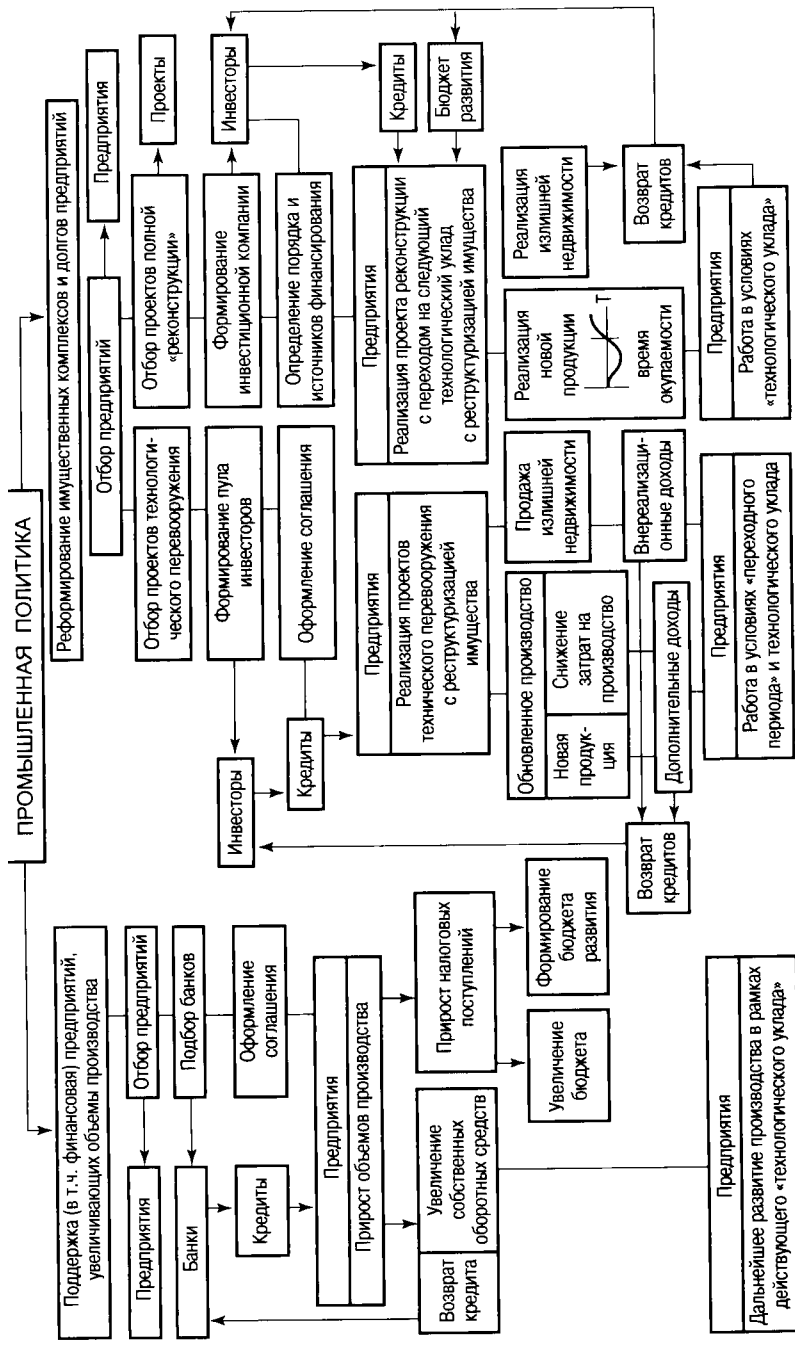 ПРОМЫШЛЕННАЯ ПОЛИТИКА
Поддержка (в т.ч. финансовая) предприятий,
увеличивающих объемы производства
Отбор предприятий
Предприятия
Подбор банков
Банки
Оформление
соглашения
Кредиты
Предприятия
Прирост объемов производства
Возврат
кредита
Увеличение
собственных
оборотных средств
Прирост налоговых
поступлений
Увеличение
бюджета
Формирование
бюджета
развития
Предприятия
Дальнейшее развитие производства в рамках
действующего «технологического уклада»
Реформирование имущественных комплексов и долгов предприятий
Отбор предприятий
Предприятия
Отбор проектов технологи-
ческого перевооружения
Формирование пула
инвесторов
Инвесторы
Оформление соглашения
Кредиты
Предприятия
Реализация проектов
технического перевооружения
с реструктуризацией
имущества
Обновленное производство
Новая
продук-
ция
Снижение
затрат на
производство
Продажа
излишней
недвижимости
Дополнительные доходы
Внереализаци-
онные доходы
Возврат
кредитов
Предприятия
Работа в условиях «переходного
периода» и технологического уклада
Отбор проектов полной
«реконструкции»
Проекты
Формирование
инвестиционной компании
Инвесторы
Определение порядка и
источников финансирования
Кредиты
Бюджет
развития
Предприятия
Реализация проекта реконструкции
с переходом на следующий
технологический уклад
с реструктуризацией имущества
Реализация
новой
продукции
T
время
окупаемости
Реализация
излишней
недвижимости
Возврат
кредитов
Предприятия
Работа в условиях
«технологического уклада»